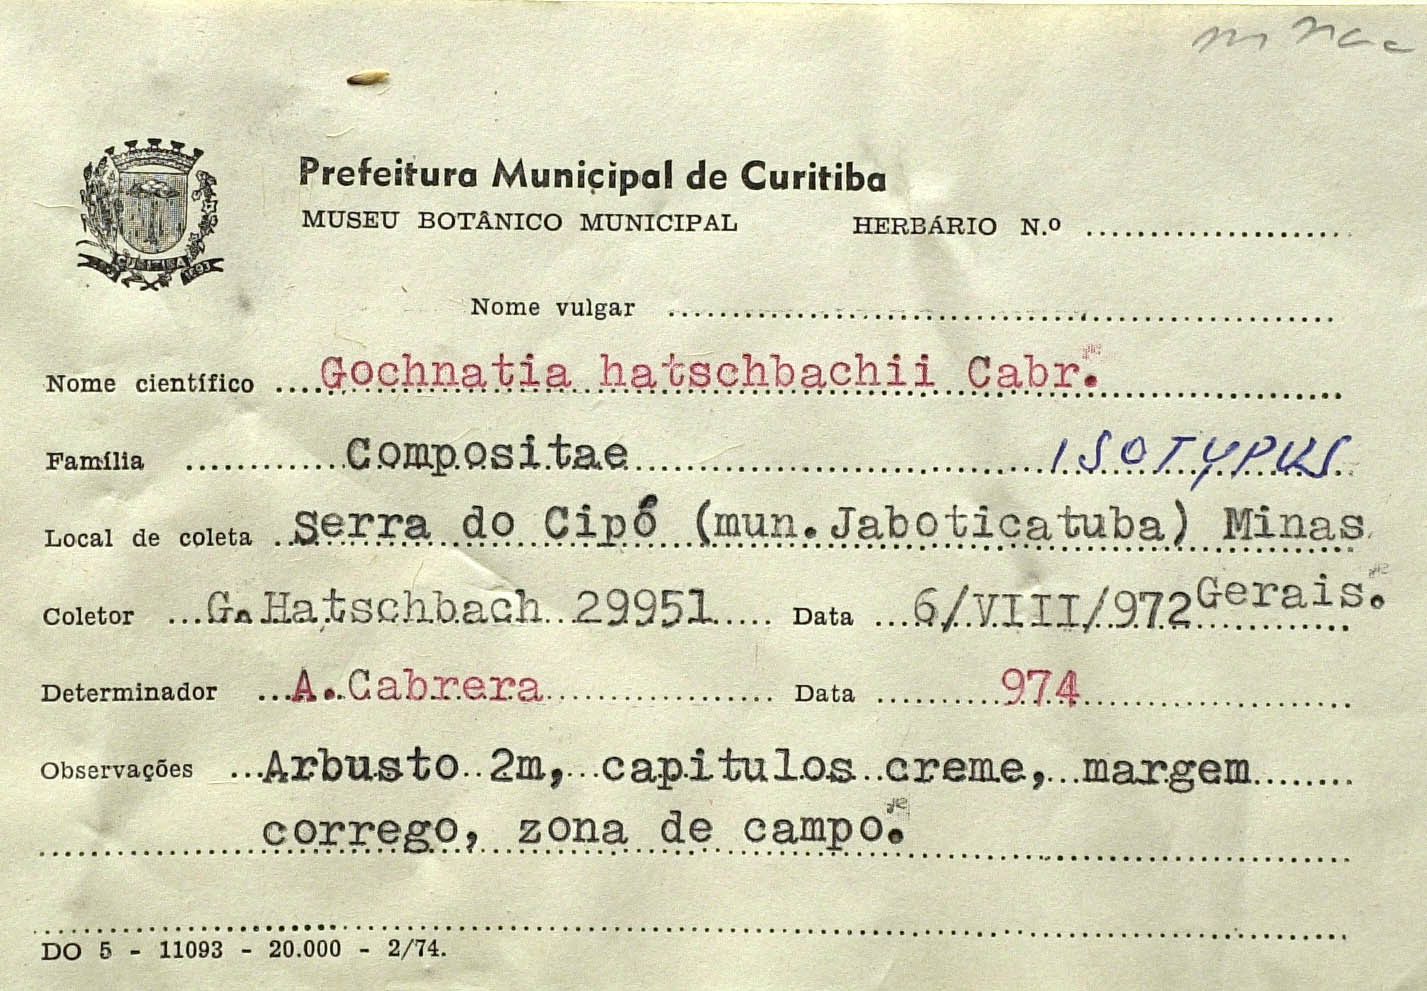 Prefeitura Municipal de Curitiba
MUSEU BOTÂNICO MUNICIPAL HERBÁRIO N.º
Nome vulgar
Nome científico Gochnatia hatschbachii Cabr.
Família Compositae ISOTYPUS
Local de coleta Serra do Cipó (mun. Jaboticatuba) Minas
Gerais.
Coletor G. Hatschbach 29951 Data 6/VIII/972
Determinador A. Cabrera Data 974
Observações Arbusto 2m, capitulos creme, margem
corrego, zona de campo.
DO 5 - 11093 - 20.000 - 2/74.